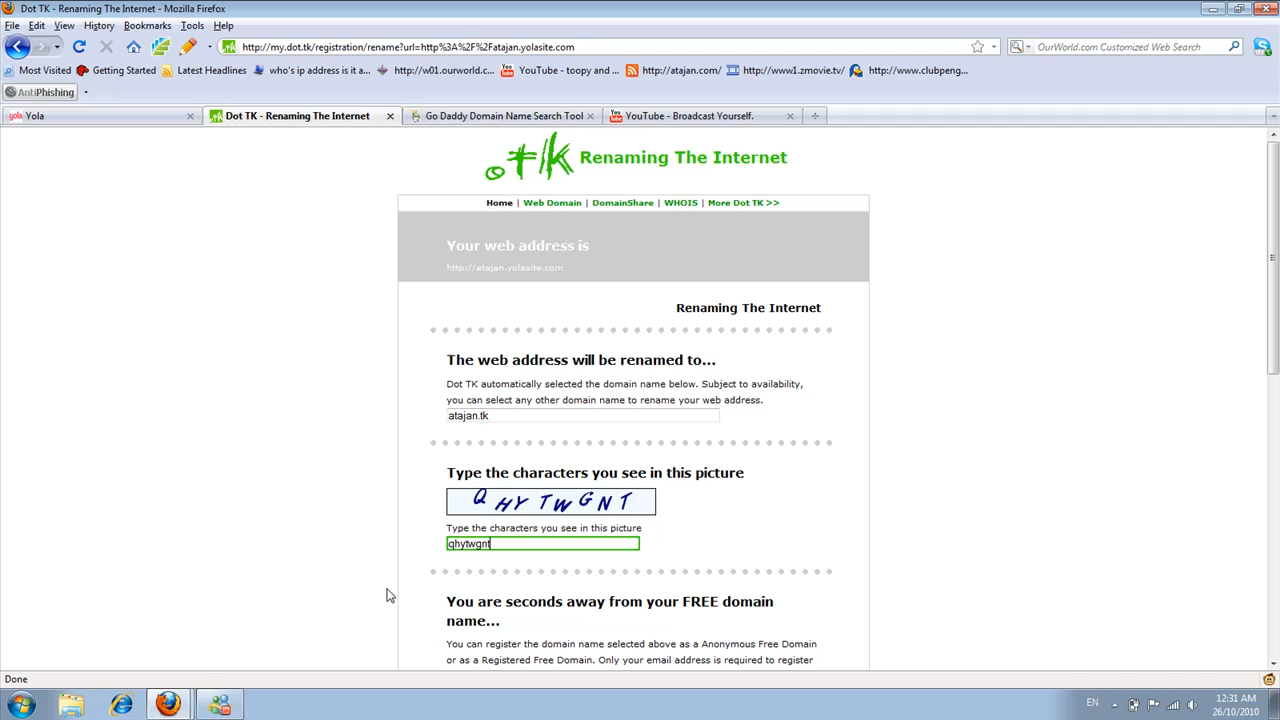 Dot TK - Renaming The Internet - Mozilla Firefox
File Edit View History Bookmarks Tools Help
http://my.dot.tk/registration/rename?url=http%3A%2F%2Fatajan.yolasite.com
OurWorld.com Customized Web Search
Most Visited Getting Started Latest Headlines who's ip address is it a... http://w01.ourworld.c... YouTube - toopy and ... http://atajan.com/ http://www1.zmovie.tv/ http://www.clubpeng...
AntiPhishing
yola Yola Dot TK - Renaming The Internet Go Daddy Domain Name Search Tool YouTube - Broadcast Yourself.
.tk Renaming The Internet
Home | Web Domain | DomainShare | WHOIS | More Dot TK >>
Your web address is
http://atajan.yolasite.com
Renaming The Internet
The web address will be renamed to...
Dot TK automatically selected the domain name below. Subject to availability,
you can select any other domain name to rename your web address.
atajan.tk
Type the characters you see in this picture
Q H Y T W G N T
Type the characters you see in this picture
qhytwgnt
You are seconds away from your FREE domain
name...
You can register the domain name selected above as a Anonymous Free Domain
or as a Registered Free Domain. Only your email address is required to register
Done
EN
12:31 AM
26/10/2010